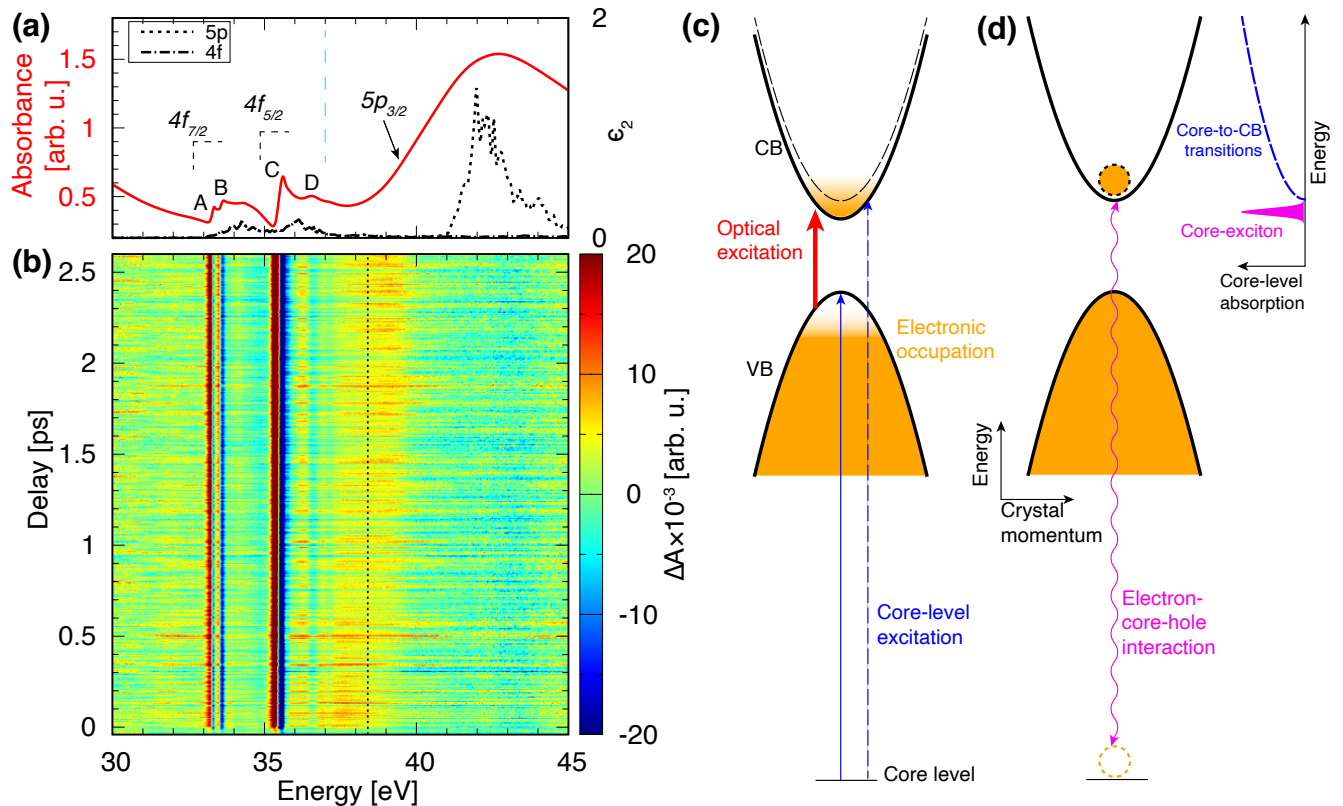 (a)
5p
4f
2
1.5
1
0.5
0
Absorbance
[arb. u.]
ϵ2
4f7/2
4f5/2
5p3/2
A
B
C
D
(b)
2.5
2
1.5
1
0.5
0
Delay [ps]
30
35
40
45
Energy [eV]
20
10
0
-10
-20
ΔA×10-3 [arb. u.]
(c)
CB
Optical
excitation
VB
Electronic
occupation
Core-level
excitation
Core level
(d)
Core-to-CB
transitions
Core-exciton
Energy
Core-level
absorption
Energy
Crystal
momentum
Electron-
core-hole
interaction